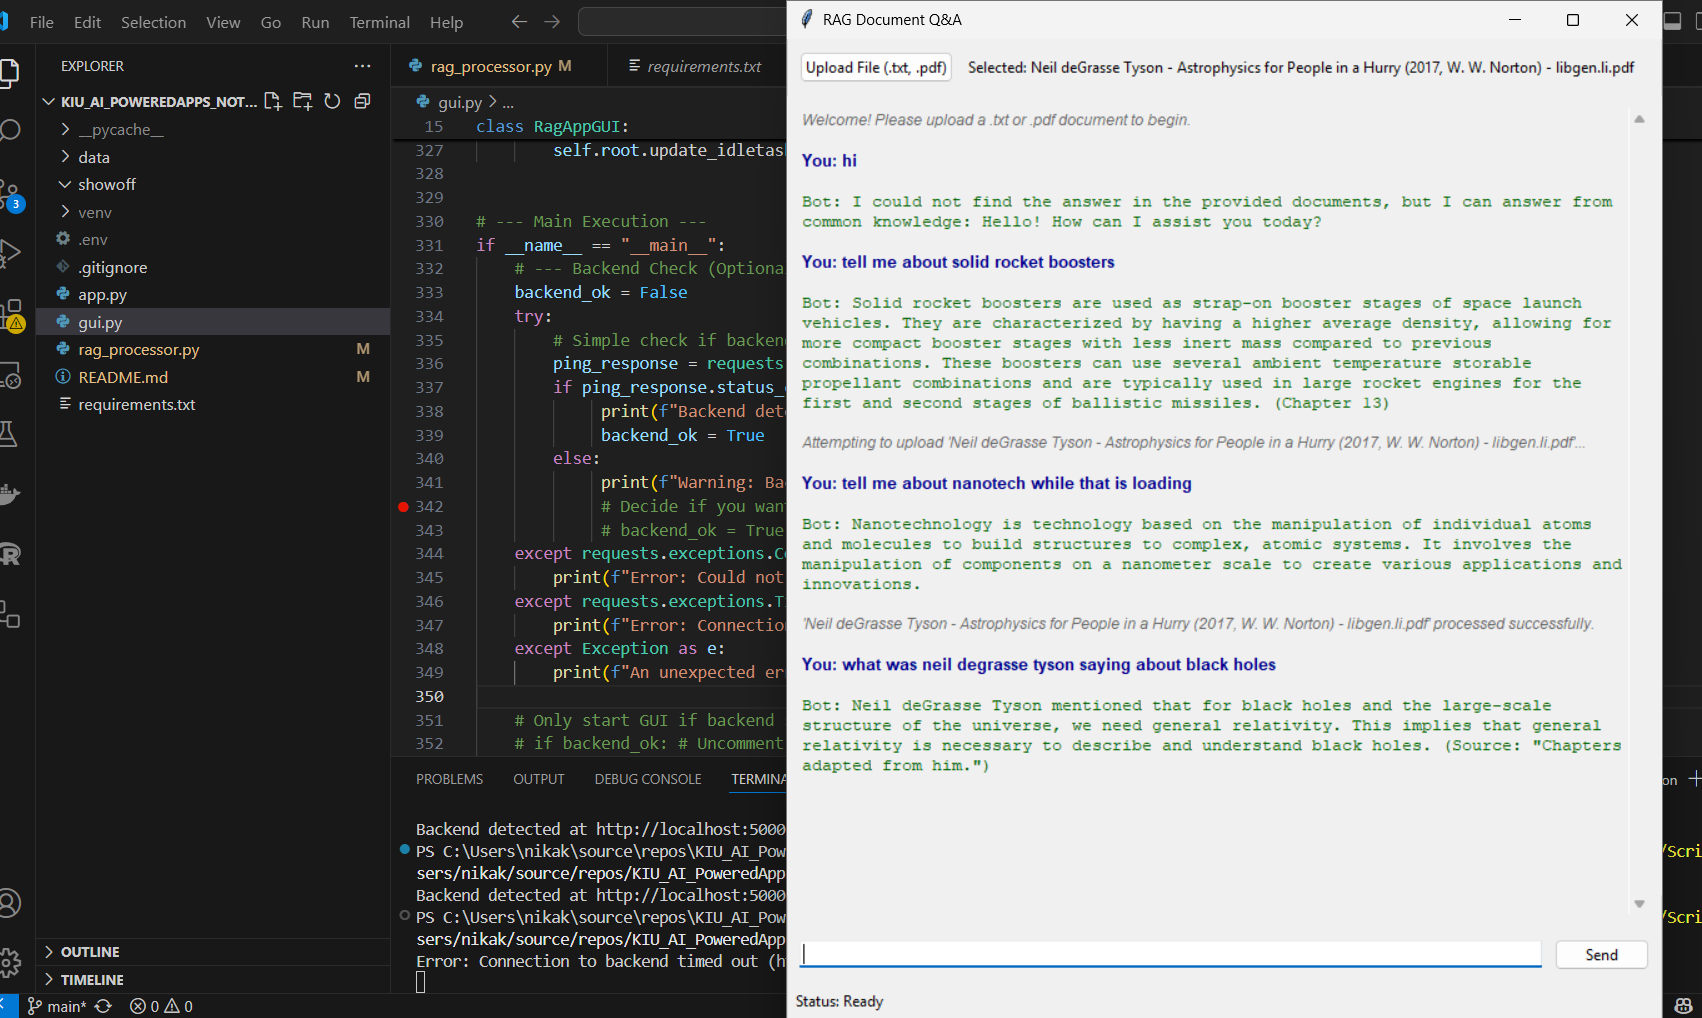 File Edit Selection View Go Run Terminal Help
EXPLORER
KIU_AI_POWEREDAPPS_NOT...
__pycache__
data
showoff
venv
.env
.gitignore
app.py
gui.py
rag_processor.py M
README.md M
requirements.txt
OUTLINE
TIMELINE
3
main* 0 0
rag_processor.py M requirements.txt
gui.py > ...
15 class RagAppGUI:
327 self.root.update_idletas
328
329
330 # --- Main Execution ---
331 if __name__ == "__main__":
332 # --- Backend Check (Optiona
333 backend_ok = False
334 try:
335 # Simple check if backen
336 ping_response = requests
337 if ping_response.status_
338 print(f"Backend det
339 backend_ok = True
340 else:
341 print(f"Warning: Ba
342 # Decide if you wan
343 # backend_ok = True
344 except requests.exceptions.C
345 print(f"Error: Could not
346 except requests.exceptions.T
347 print(f"Error: Connectio
348 except Exception as e:
349 print(f"An unexpected er
350
351 # Only start GUI if backend
352 # if backend_ok: # Uncomment
PROBLEMS OUTPUT DEBUG CONSOLE TERMINA
Backend detected at http://localhost:5000
PS C:\Users\nikak\source\repos\KIU_AI_Pow
sers/nikak/source/repos/KIU_AI_PoweredApp
Backend detected at http://localhost:5000
PS C:\Users\nikak\source\repos\KIU_AI_Pow
sers/nikak/source/repos/KIU_AI_PoweredApp
Error: Connection to backend timed out (h
RAG Document Q&A
Upload File (.txt, .pdf) Selected: Neil deGrasse Tyson - Astrophysics for People in a Hurry (2017, W. W. Norton) - libgen.li.pdf
Welcome! Please upload a .txt or .pdf document to begin.
You: hi
Bot: I could not find the answer in the provided documents, but I can answer from
common knowledge: Hello! How can I assist you today?
You: tell me about solid rocket boosters
Bot: Solid rocket boosters are used as strap-on booster stages of space launch
vehicles. They are characterized by having a higher average density, allowing for
more compact booster stages with less inert mass compared to previous
combinations. These boosters can use several ambient temperature storable
propellant combinations and are typically used in large rocket engines for the
first and second stages of ballistic missiles. (Chapter 13)
Attempting to upload 'Neil deGrasse Tyson - Astrophysics for People in a Hurry (2017, W. W. Norton) - libgen.li.pdf'...
You: tell me about nanotech while that is loading
Bot: Nanotechnology is technology based on the manipulation of individual atoms
and molecules to build structures to complex, atomic systems. It involves the
manipulation of components on a nanometer scale to create various applications and
innovations.
'Neil deGrasse Tyson - Astrophysics for People in a Hurry (2017, W. W. Norton) - libgen.li.pdf' processed successfully.
You: what was neil degrasse tyson saying about black holes
Bot: Neil deGrasse Tyson mentioned that for black holes and the large-scale
structure of the universe, we need general relativity. This implies that general
relativity is necessary to describe and understand black holes. (Source: "Chapters
adapted from him.")
Send
Status: Ready
on
/Scri
/Scri